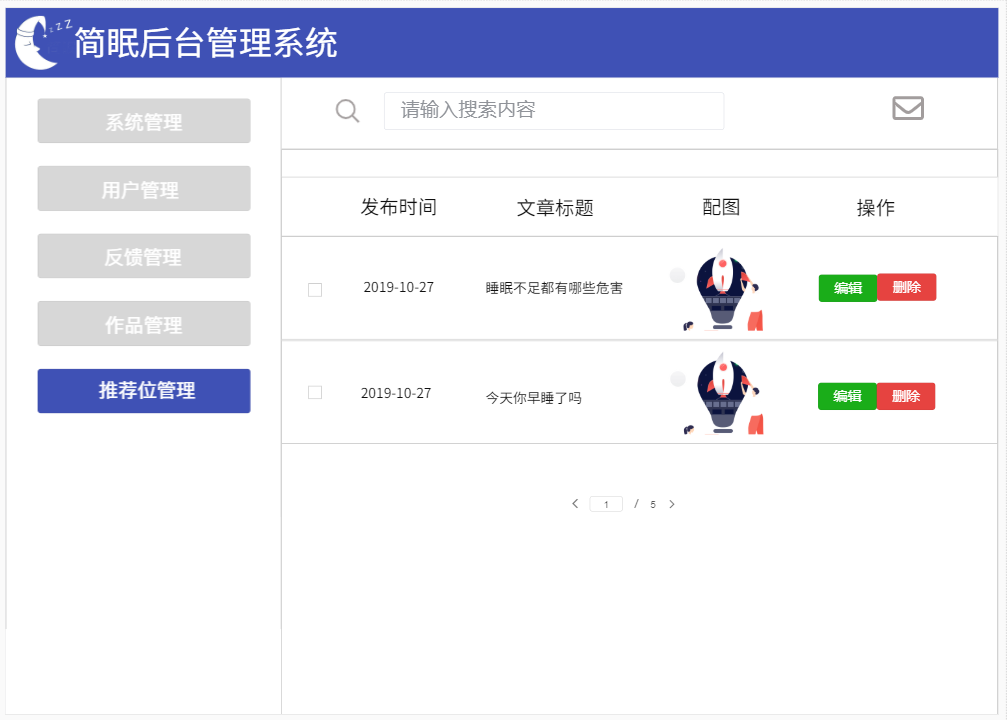 简眠后台管理系统
系统管理
用户管理
反馈管理
作品管理
推荐位管理
请输入搜索内容
发布时间 文章标题 配图 操作
2019-10-27 睡眠不足都有哪些危害 编辑 删除
2019-10-27 今天你早睡了吗 编辑 删除
1 / 5